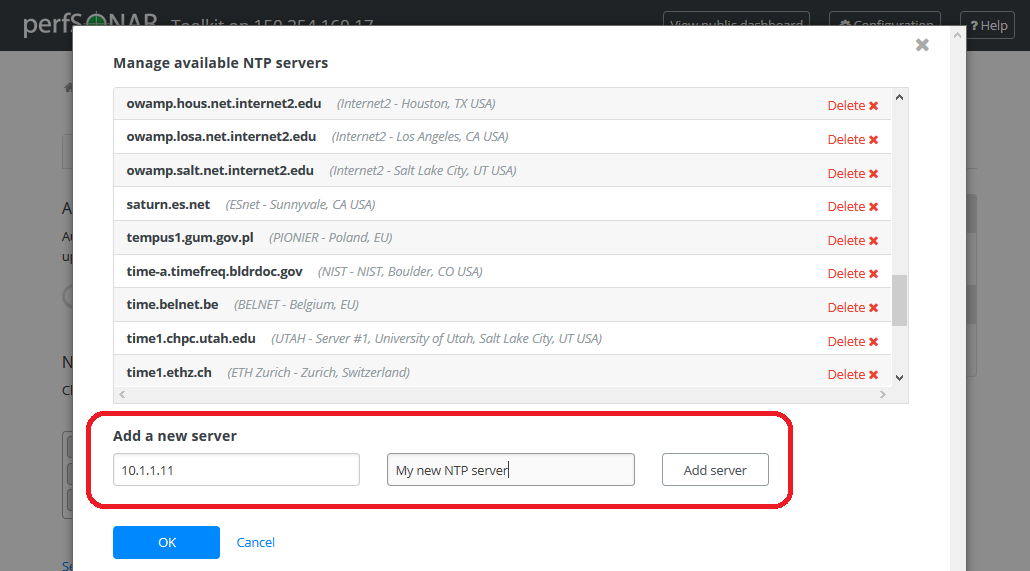 perfSONAR Toolkit on 150.254.160.17
View public dashboard
Configuration
? Help
Manage available NTP servers
owamp.hous.net.internet2.edu (Internet2 - Houston, TX USA) Delete
owamp.losa.net.internet2.edu (Internet2 - Los Angeles, CA USA) Delete
owamp.salt.net.internet2.edu (Internet2 - Salt Lake City, UT USA) Delete
saturn.es.net (ESnet - Sunnyvale, CA USA) Delete
tempus1.gum.gov.pl (PIONIER - Poland, EU) Delete
time-a.timefreq.bldrdoc.gov (NIST - NIST, Boulder, CO USA) Delete
time.belnet.be (BELNET - Belgium, EU) Delete
time1.chpc.utah.edu (UTAH - Server #1, University of Utah, Salt Lake City, UT USA) Delete
time1.ethz.ch (ETH Zurich - Zurich, Switzerland) Delete
Add a new server
10.1.1.11 My new NTP server Add server
OK Cancel